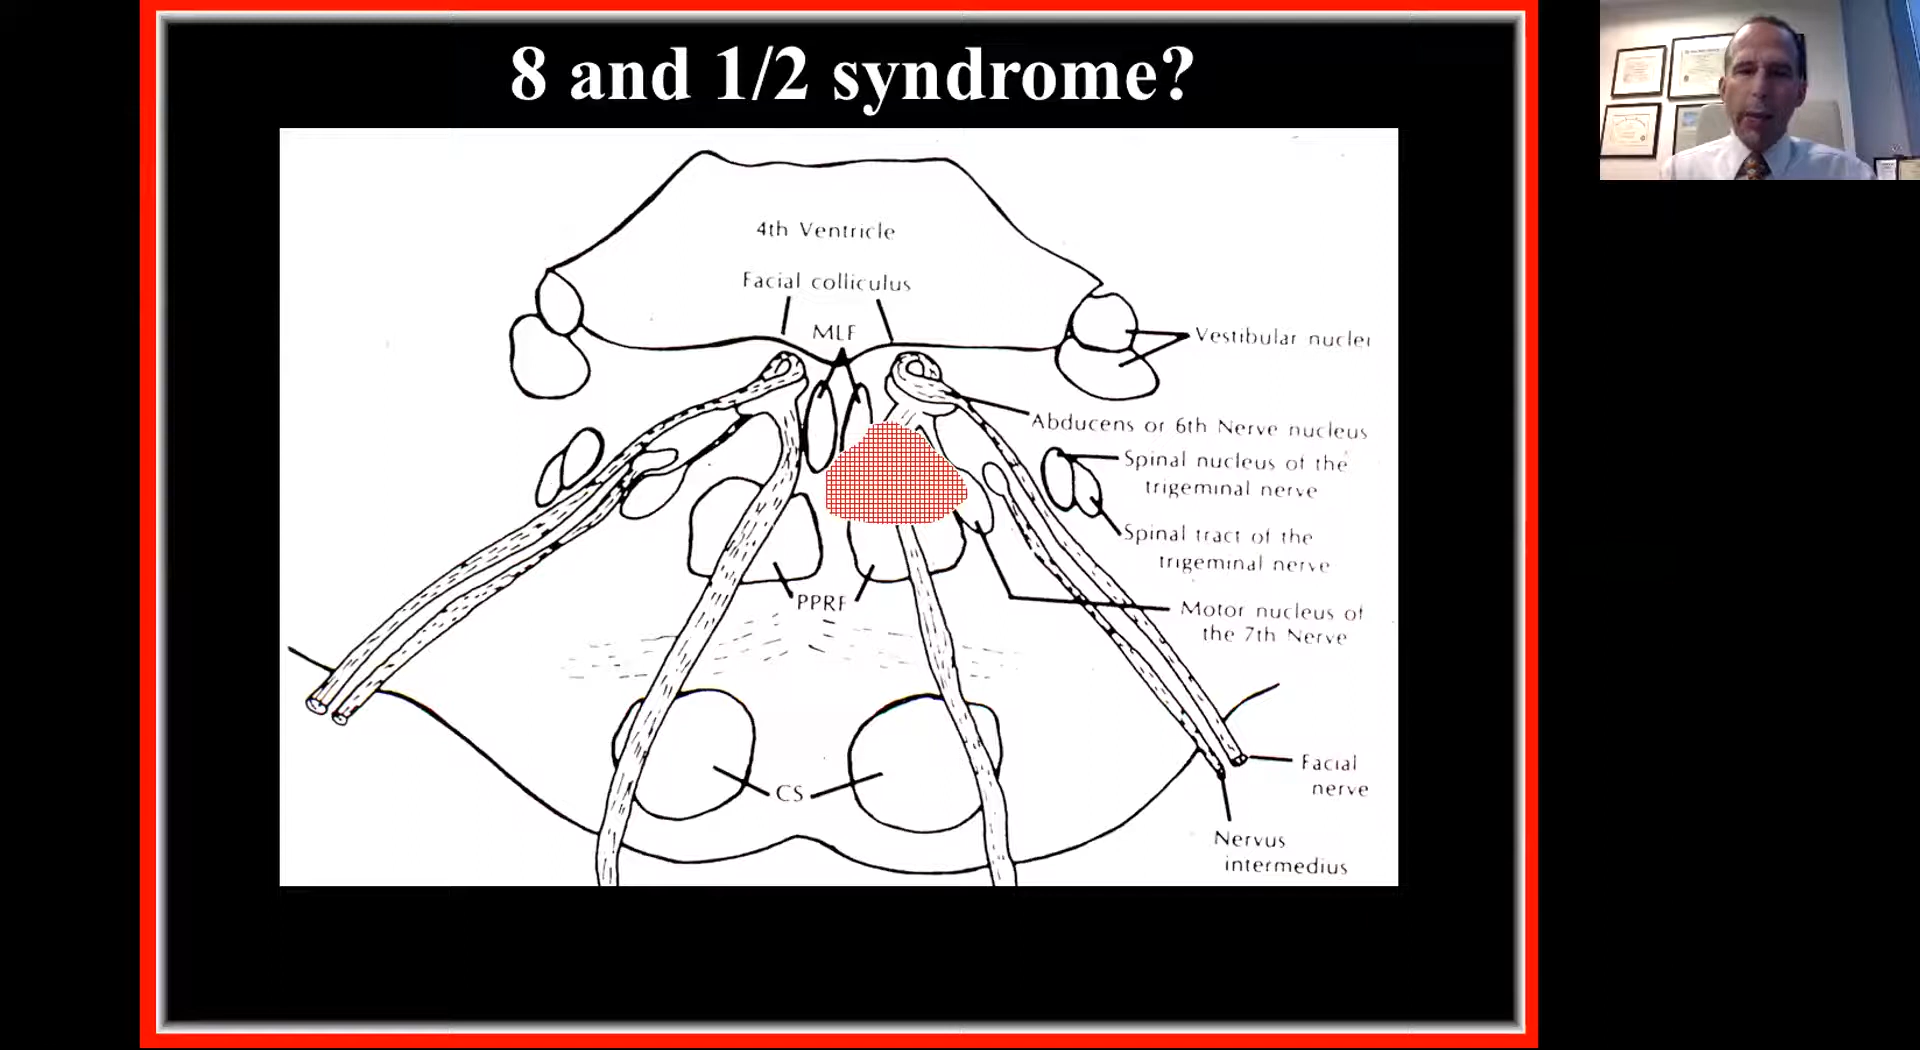 8 and 1/2 syndrome?
4th Ventricle
Facial colliculus
MLF
Vestibular nuclei
Abducens or 6th Nerve nucleus
Spinal nucleus of the
trigeminal nerve
Spinal tract of the
trigeminal nerve
PPRF
Motor nucleus of
the 7th Nerve
Facial
nerve
CS
Nervus
intermedius